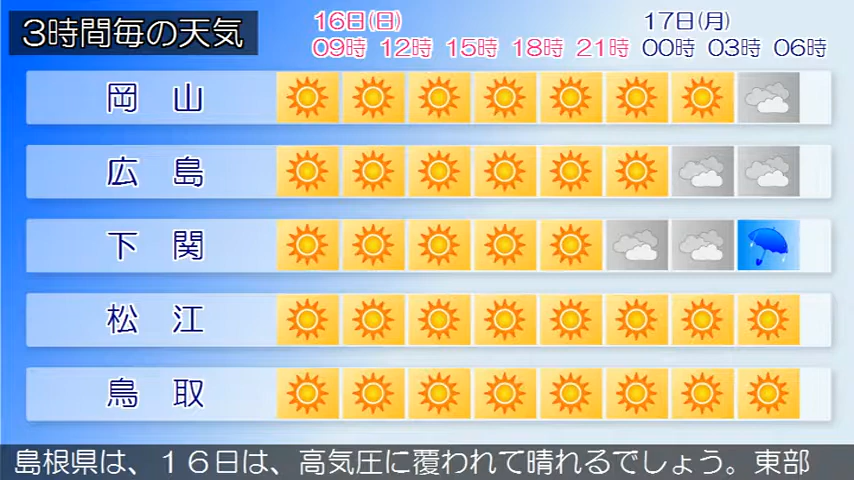 3時間毎の天気
16日(日) 17日(月)
09時 12時 15時 18時 21時 00時 03時 06時
岡 山
広 島
下 関
松 江
鳥 取
島根県は、１６日は、高気圧に覆われて晴れるでしょう。東部